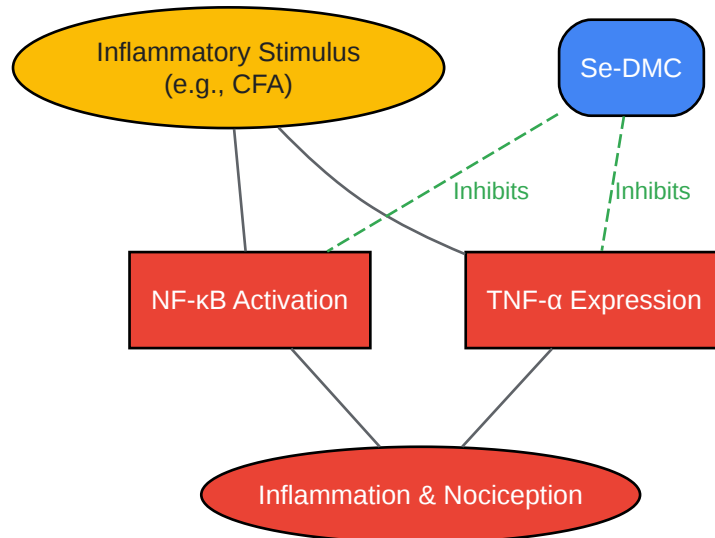 Inflammatory Stimulus
(e.g., CFA)
Se-DMC
Inhibits
Inhibits
NF-κB Activation
TNF-α Expression
Inflammation & Nociception